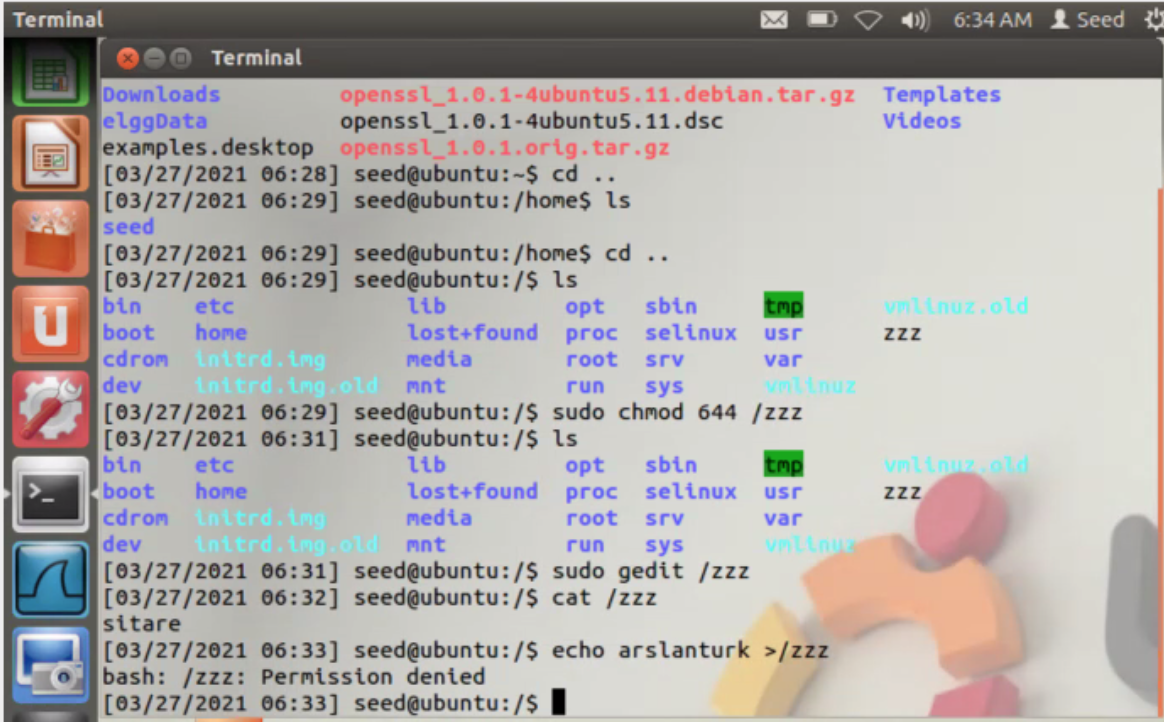 Terminal 6:34 AM Seed
Terminal
Downloads openssl_1.0.1-4ubuntu5.11.debian.tar.gz Templates
elggData openssl_1.0.1-4ubuntu5.11.dsc Videos
examples.desktop openssl_1.0.1.orig.tar.gz
[03/27/2021 06:28] seed@ubuntu:~$ cd ..
[03/27/2021 06:29] seed@ubuntu:/home$ ls
seed
[03/27/2021 06:29] seed@ubuntu:/home$ cd ..
[03/27/2021 06:29] seed@ubuntu:/$ ls
bin etc lib opt sbin tmp vmlinuz.old
boot home lost+found proc selinux usr zzz
cdrom initrd.img media root srv var
dev initrd.img.old mnt run sys vmlinuz
[03/27/2021 06:29] seed@ubuntu:/$ sudo chmod 644 /zzz
[03/27/2021 06:31] seed@ubuntu:/$ ls
bin etc lib opt sbin tmp vmlinuz.old
boot home lost+found proc selinux usr zzz
cdrom initrd.img media root srv var
dev initrd.img.old mnt run sys vmlinuz
[03/27/2021 06:31] seed@ubuntu:/$ sudo gedit /zzz
[03/27/2021 06:32] seed@ubuntu:/$ cat /zzz
sitare
[03/27/2021 06:33] seed@ubuntu:/$ echo arslanturk >/zzz
bash: /zzz: Permission denied
[03/27/2021 06:33] seed@ubuntu:/$